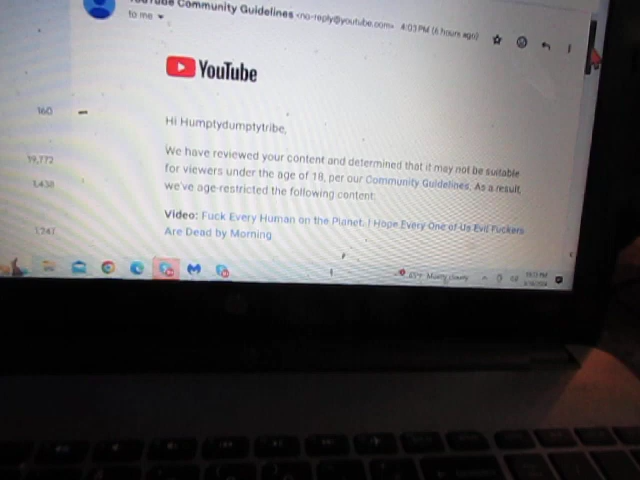 YouTube Community Guidelines <no-reply@youtube.com> 4:03 PM (6 hours ago)
to me
YouTube
160
Hi Humptydumptytribe,
We have reviewed your content and determined that it may not be suitable
19,772
for viewers under the age of 18, per our Community Guidelines. As a result,
1,438
we've age-restricted the following content:
Video: Fuck Every Human on the Planet. I Hope Every One of Us Evil Fuckers
1,247
Are Dead by Morning
Mostly cloudy